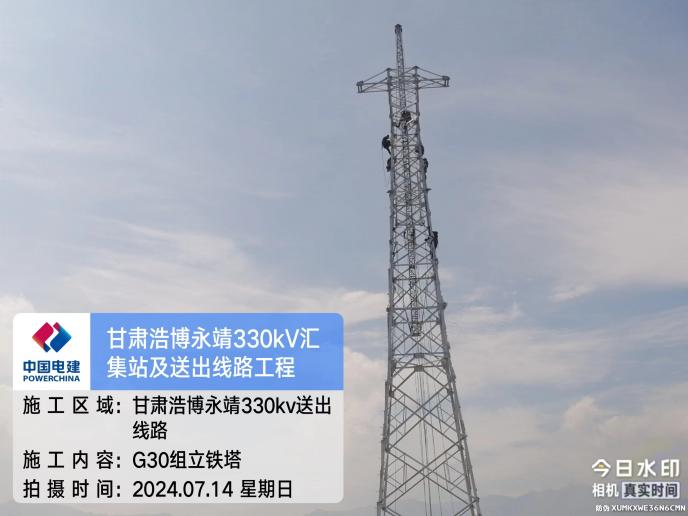 中国电建
POWERCHINA
甘肃浩博永靖330kV汇
集站及送出线路工程
施工区域：甘肃浩博永靖330kv送出
线路
施工内容：G30组立铁塔
拍摄时间：2024.07.14 星期日
今日水印
相机 真实时间
防伪 XUMKXWE36N6CMN